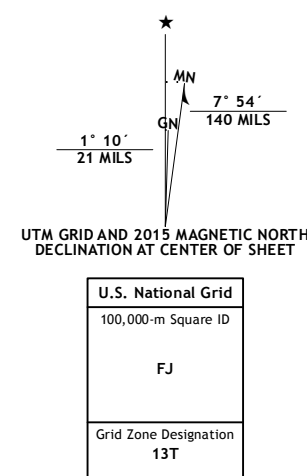 ★
MN
7° 54´
140 MILS
GN
1° 10´
21 MILS
UTM GRID AND 2015 MAGNETIC NORTH
DECLINATION AT CENTER OF SHEET
U.S. National Grid
100,000-m Square ID
FJ
Grid Zone Designation
13T